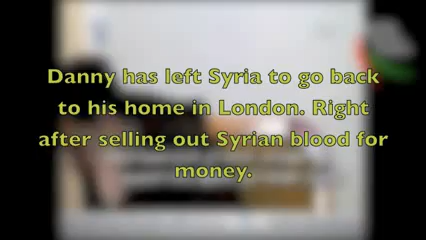 Danny has left Syria to go back
to his home in London. Right
after selling out Syrian blood for
money.